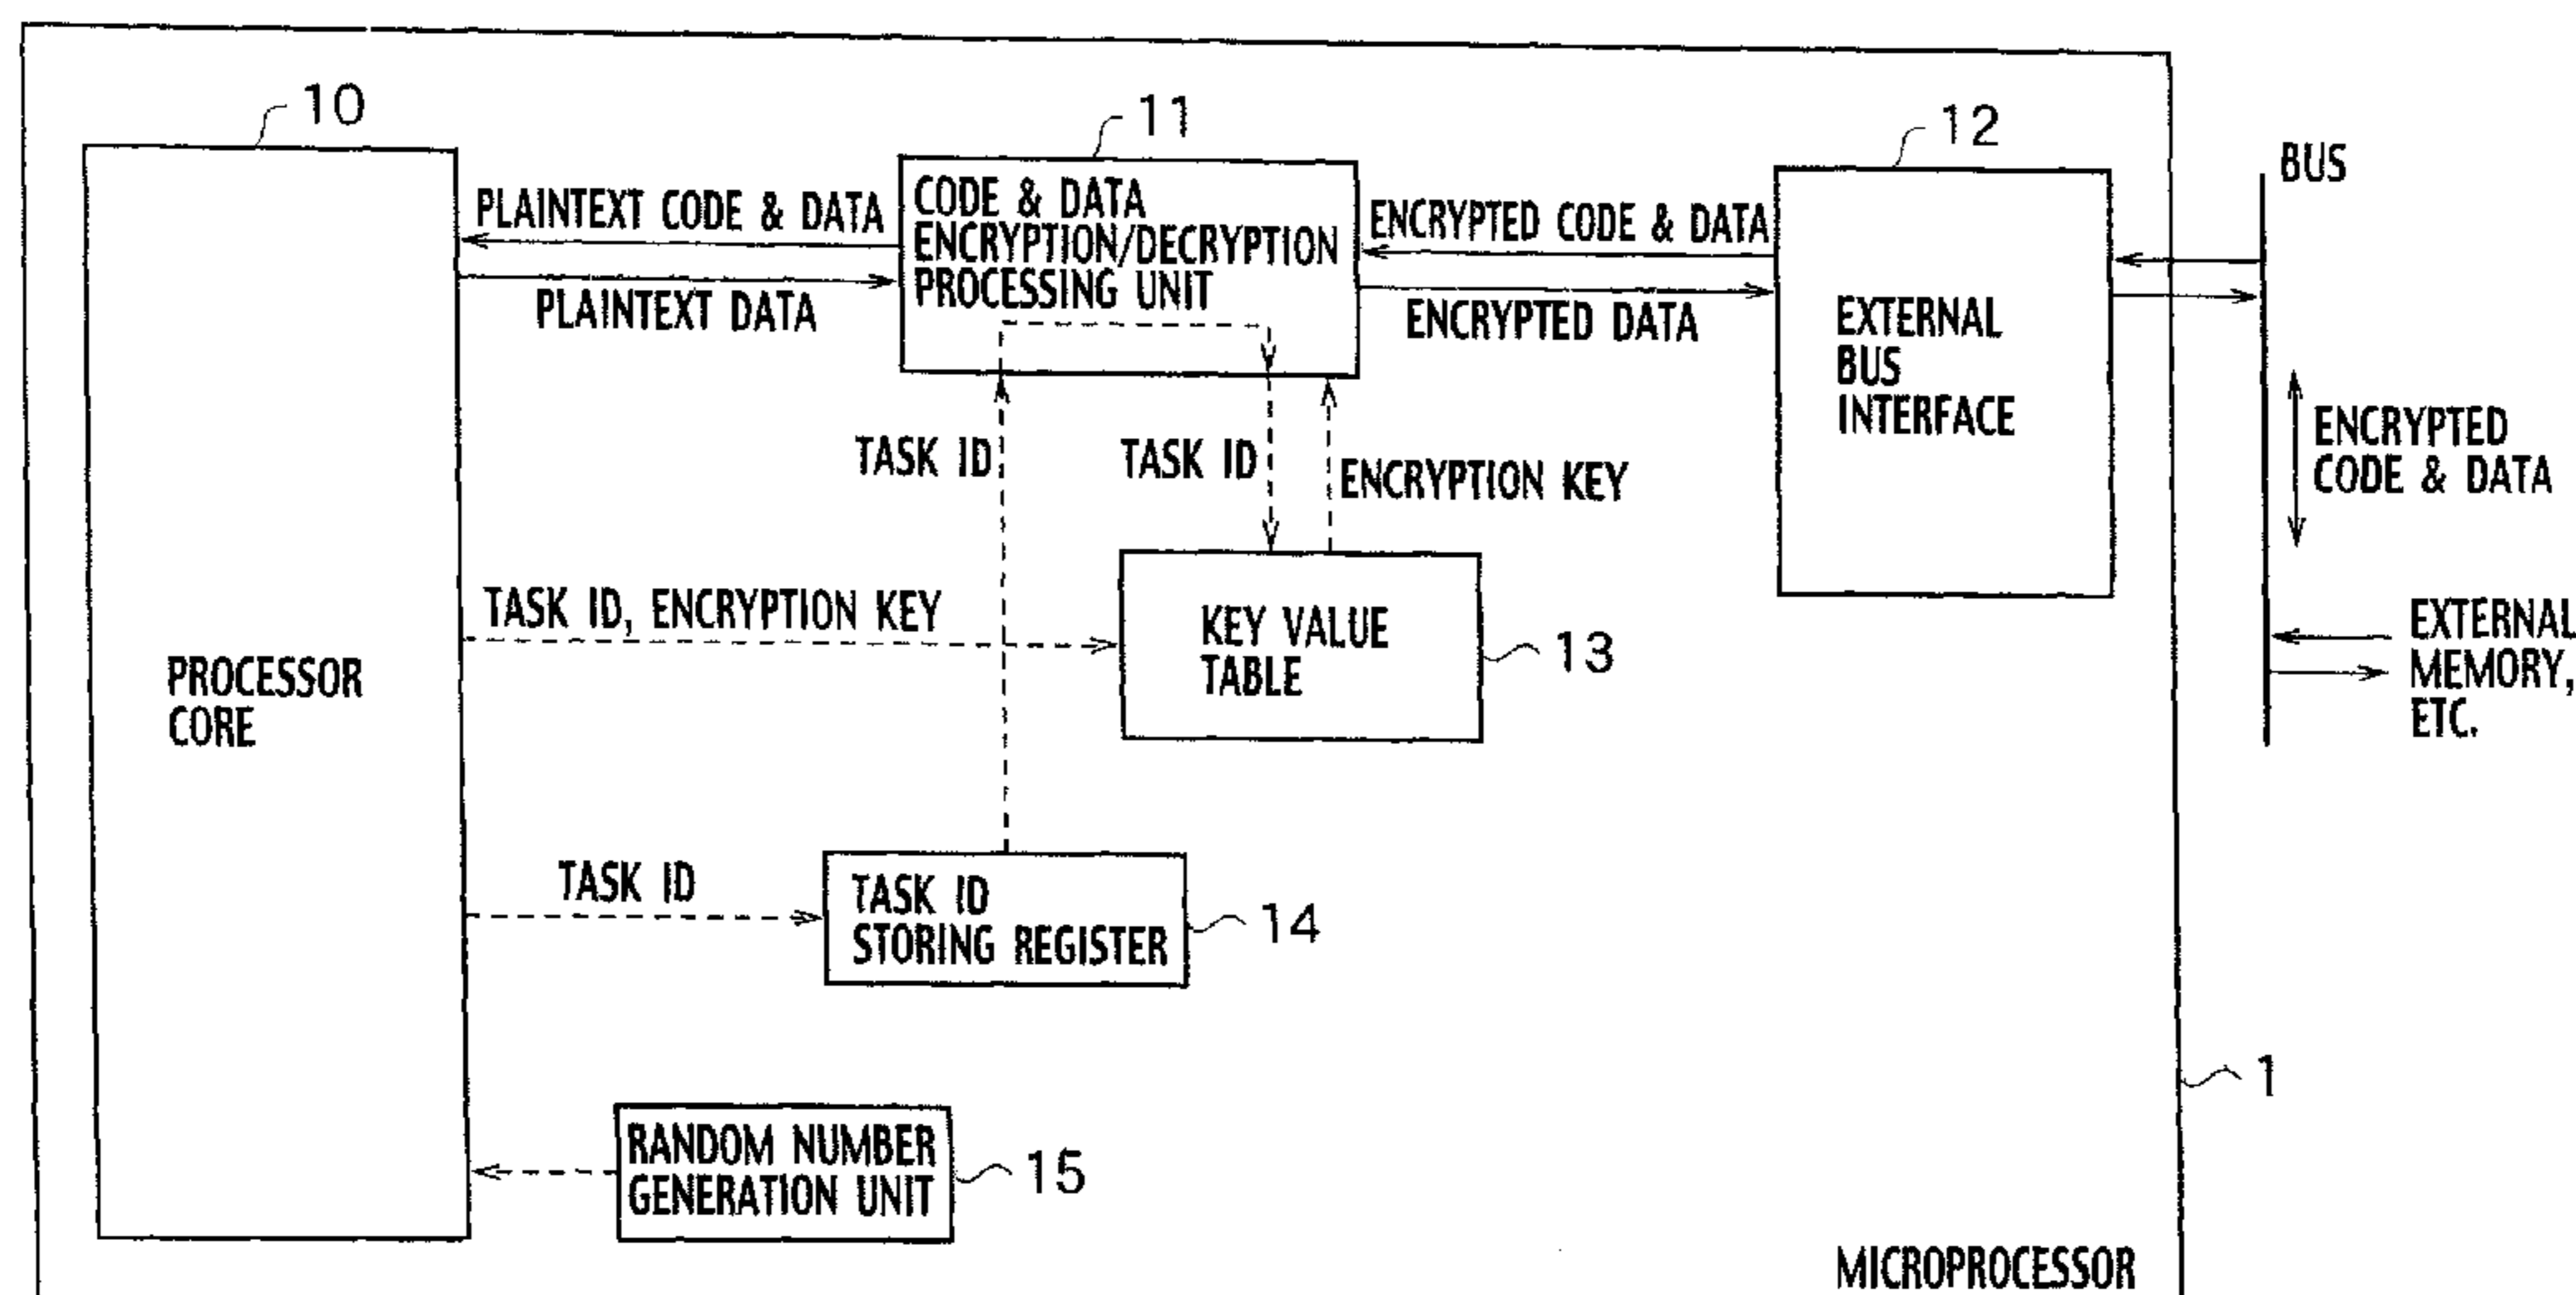 10
11
12
BUS
PLAINTEXT CODE & DATA
PLAINTEXT DATA
CODE & DATA
ENCRYPTION/DECRYPTION
PROCESSING UNIT
ENCRYPTED CODE & DATA
ENCRYPTED DATA
EXTERNAL
BUS
INTERFACE
ENCRYPTED
CODE & DATA
TASK ID
TASK ID
ENCRYPTION KEY
TASK ID, ENCRYPTION KEY
KEY VALUE
TABLE
13
EXTERNAL
MEMORY,
ETC.
PROCESSOR
CORE
TASK ID
TASK ID
STORING REGISTER
14
1
RANDOM NUMBER
GENERATION UNIT
15
MICROPROCESSOR